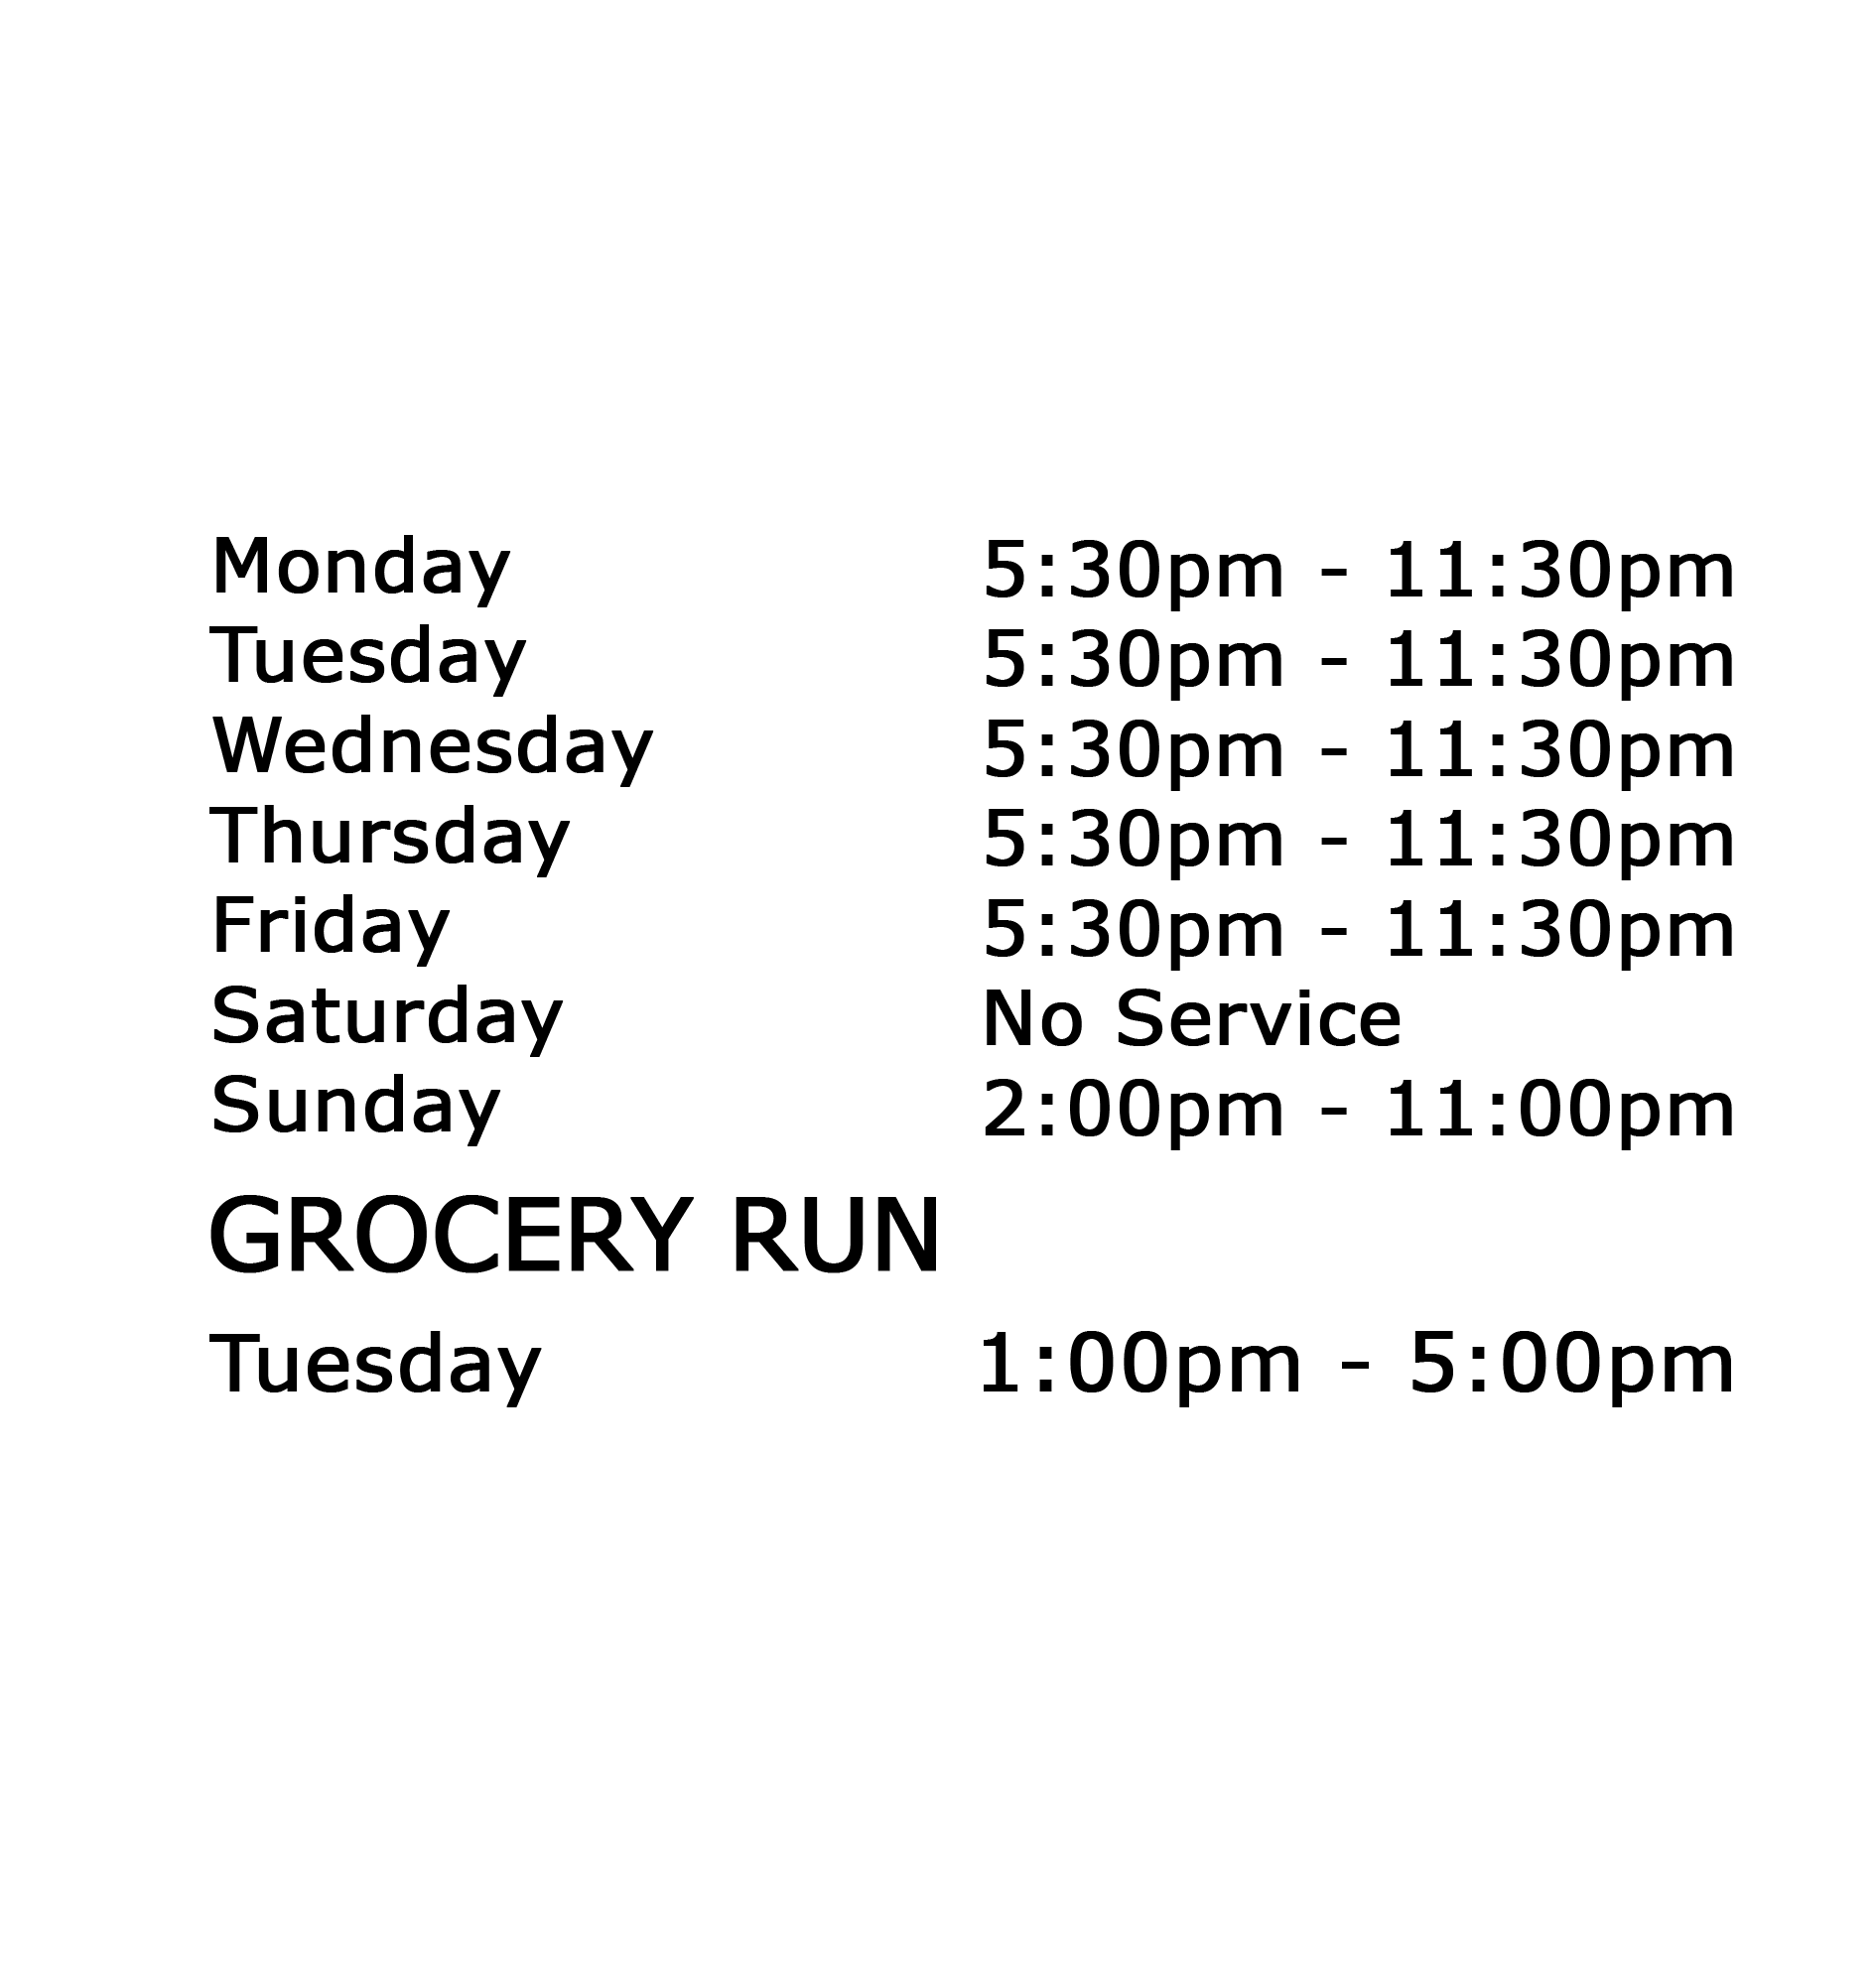 Monday 5:30pm - 11:30pm
Tuesday 5:30pm - 11:30pm
Wednesday 5:30pm - 11:30pm
Thursday 5:30pm - 11:30pm
Friday 5:30pm - 11:30pm
Saturday No Service
Sunday 2:00pm - 11:00pm
GROCERY RUN
Tuesday 1:00pm - 5:00pm